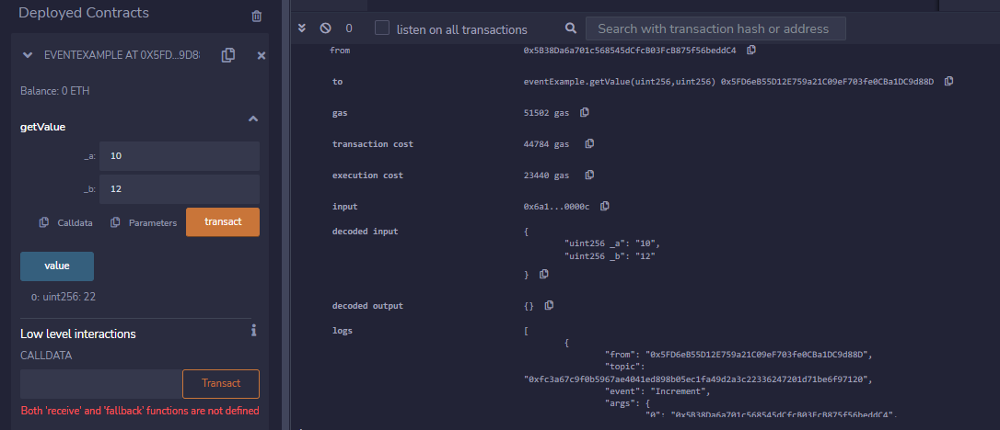 Deployed Contracts
EVENTEXAMPLE AT 0X5FD...9D88
Balance: 0 ETH
getValue
_a: 10
_b: 12
Calldata Parameters transact
value
0: uint256: 22
Low level interactions
CALLDATA
Transact
Both 'receive' and 'fallback' functions are not defined
0 listen on all transactions Search with transaction hash or address
from 0x5B38Da6a701c568545dCfcB03FcB875f56beddC4
to eventExample.getValue(uint256,uint256) 0x5FD6eB55D12E759a21C09eF703fe0CBa1DC9d88D
gas 51502 gas
transaction cost 44784 gas
execution cost 23440 gas
input 0x6a1...0000c
decoded input {
"uint256 _a": "10",
"uint256 _b": "12"
}
decoded output {}
logs [
{
"from": "0x5FD6eB55D12E759a21C09eF703fe0CBa1DC9d88D",
"topic":
"0xfc3a67c9f0b5967ae4041ed898b05ec1fa49d2a3c22336247201d71be6f97120",
"event": "Increment",
"args": {
"0": "0x5B38Da6a701c568545dCfcB03FcB875f56beddC4",